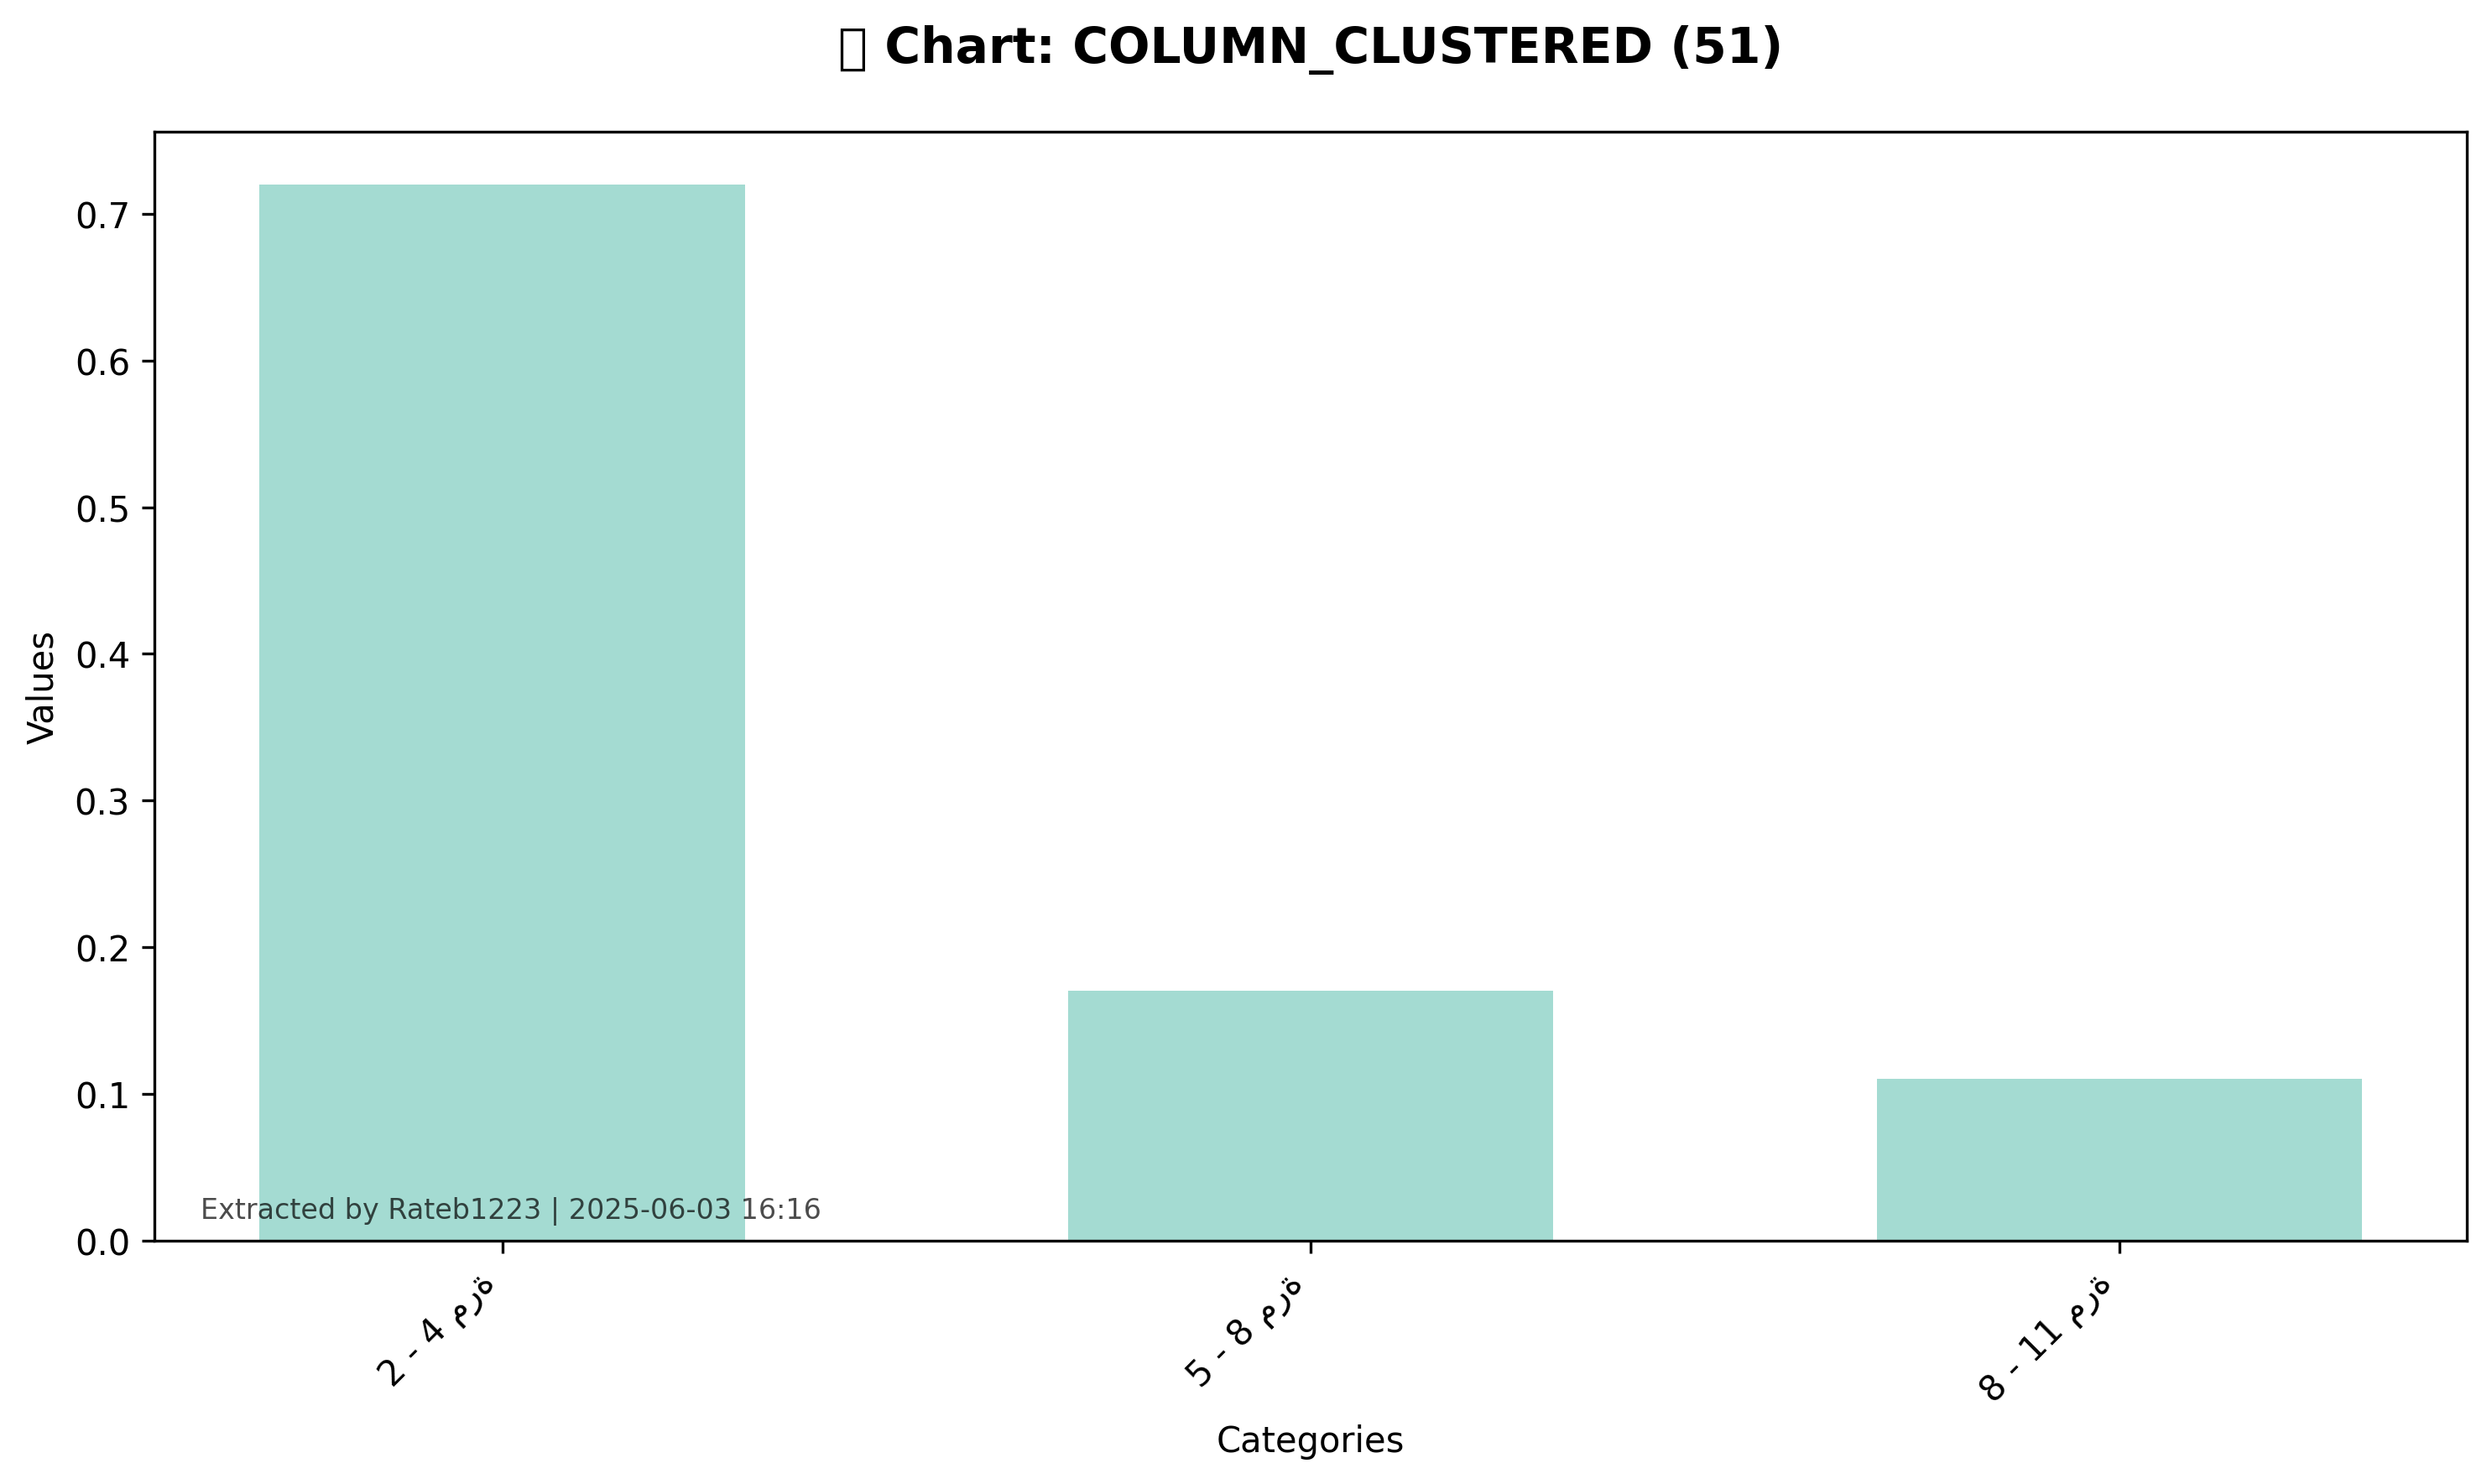 Chart: COLUMN_CLUSTERED (51)
Values
0.7
0.6
0.5
0.4
0.3
0.2
0.1
0.0
Extracted by Rateb1223 | 2025-06-03 16:16
2 - 4 مرة
5 - 8 مرة
8 - 11 مرة
Categories